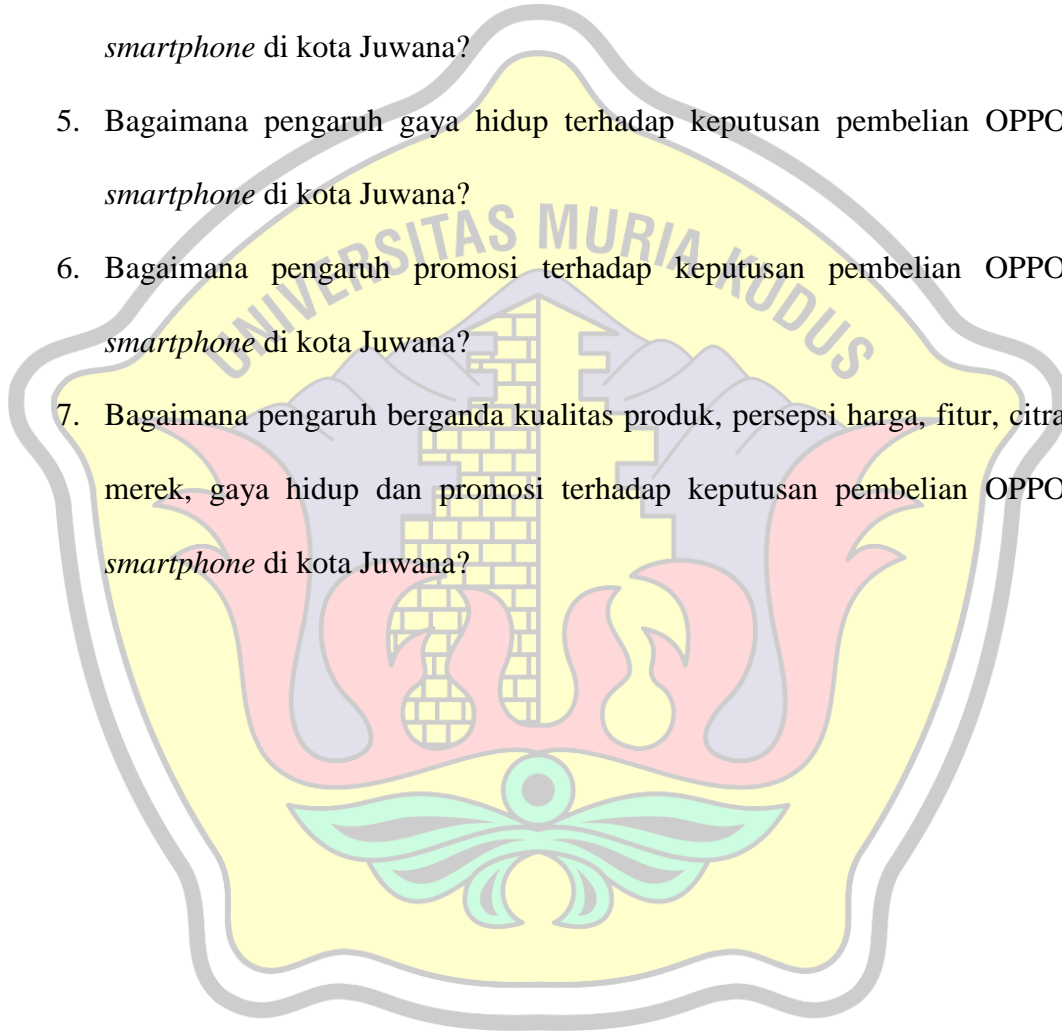 smartphone di kota Juwana?
5. Bagaimana pengaruh gaya hidup terhadap keputusan pembelian OPPO
smartphone di kota Juwana?
UNIVERSITAS MURIA KUDUS
6. Bagaimana pengaruh promosi terhadap keputusan pembelian OPPO
smartphone di kota Juwana?
7. Bagaimana pengaruh berganda kualitas produk, persepsi harga, fitur, citra
merek, gaya hidup dan promosi terhadap keputusan pembelian OPPO
smartphone di kota Juwana?